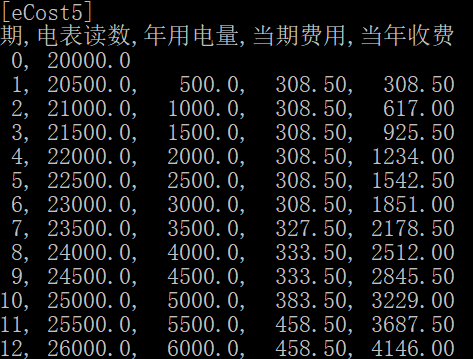 [eCost5]
期,电表读数,年用电量,当期费用,当年收费
0, 20000.0
1, 20500.0, 500.0, 308.50, 308.50
2, 21000.0, 1000.0, 308.50, 617.00
3, 21500.0, 1500.0, 308.50, 925.50
4, 22000.0, 2000.0, 308.50, 1234.00
5, 22500.0, 2500.0, 308.50, 1542.50
6, 23000.0, 3000.0, 308.50, 1851.00
7, 23500.0, 3500.0, 327.50, 2178.50
8, 24000.0, 4000.0, 333.50, 2512.00
9, 24500.0, 4500.0, 333.50, 2845.50
10, 25000.0, 5000.0, 383.50, 3229.00
11, 25500.0, 5500.0, 458.50, 3687.50
12, 26000.0, 6000.0, 458.50, 4146.00